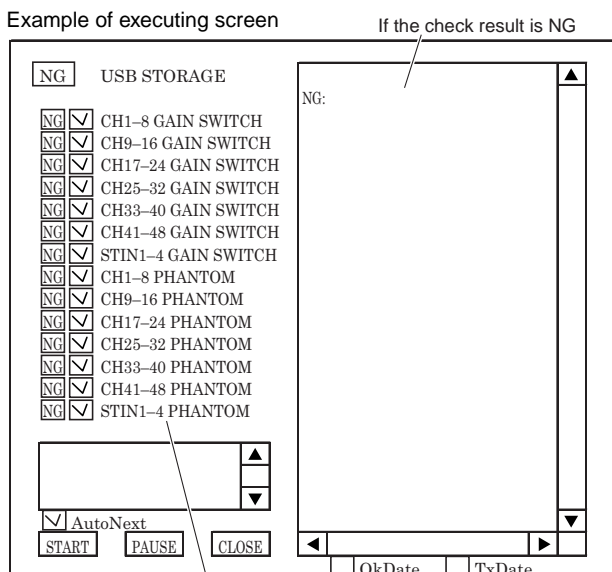 Example of executing screen
If the check result is NG
NG USB STORAGE
NG:
NG CH1–8 GAIN SWITCH
NG CH9–16 GAIN SWITCH
NG CH17–24 GAIN SWITCH
NG CH25–32 GAIN SWITCH
NG CH33–40 GAIN SWITCH
NG CH41–48 GAIN SWITCH
NG STIN1–4 GAIN SWITCH
NG CH1–8 PHANTOM
NG CH9–16 PHANTOM
NG CH17–24 PHANTOM
NG CH25–32 PHANTOM
NG CH33–40 PHANTOM
NG CH41–48 PHANTOM
NG STIN1–4 PHANTOM
AutoNext
START PAUSE CLOSE
OkDate TxDate